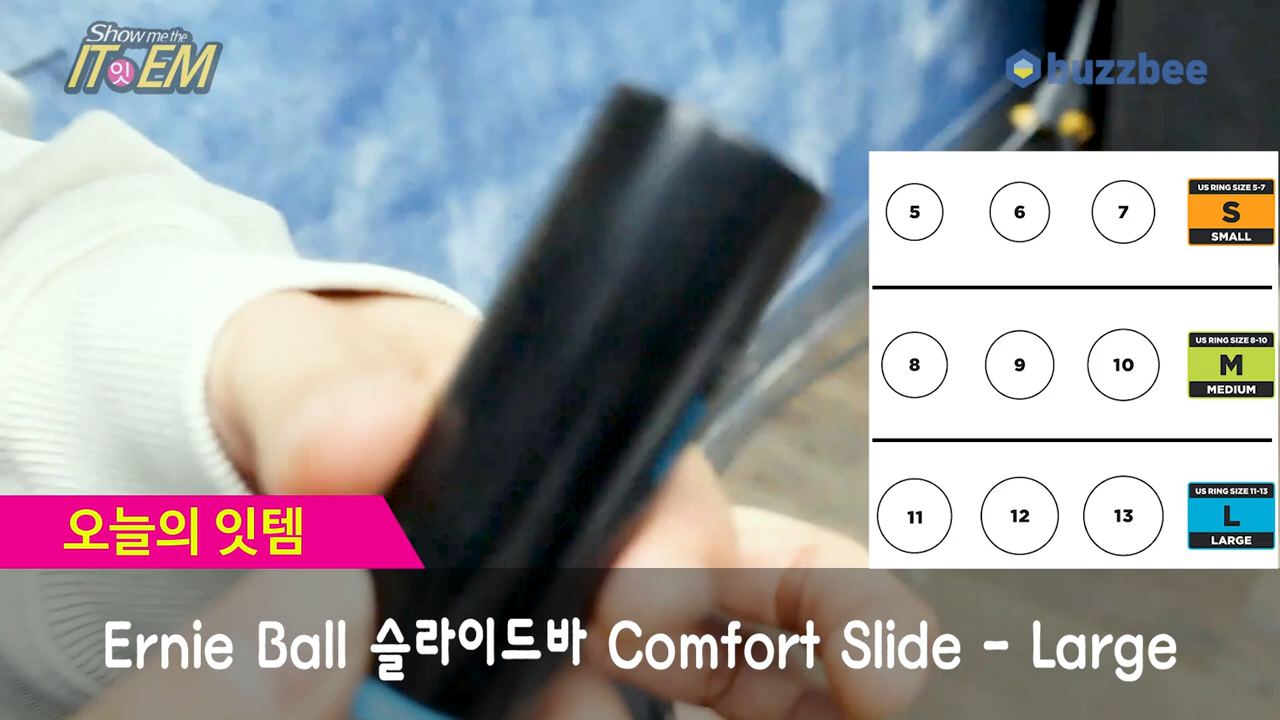 Show me the
IT잇EM
buzzbee
5 6 7 US RING SIZE 5-7
S
SMALL
8 9 10 US RING SIZE 8-10
M
MEDIUM
11 12 13 US RING SIZE 11-13
L
LARGE
오늘의 잇템
Ernie Ball 슬라이드바 Comfort Slide - Large